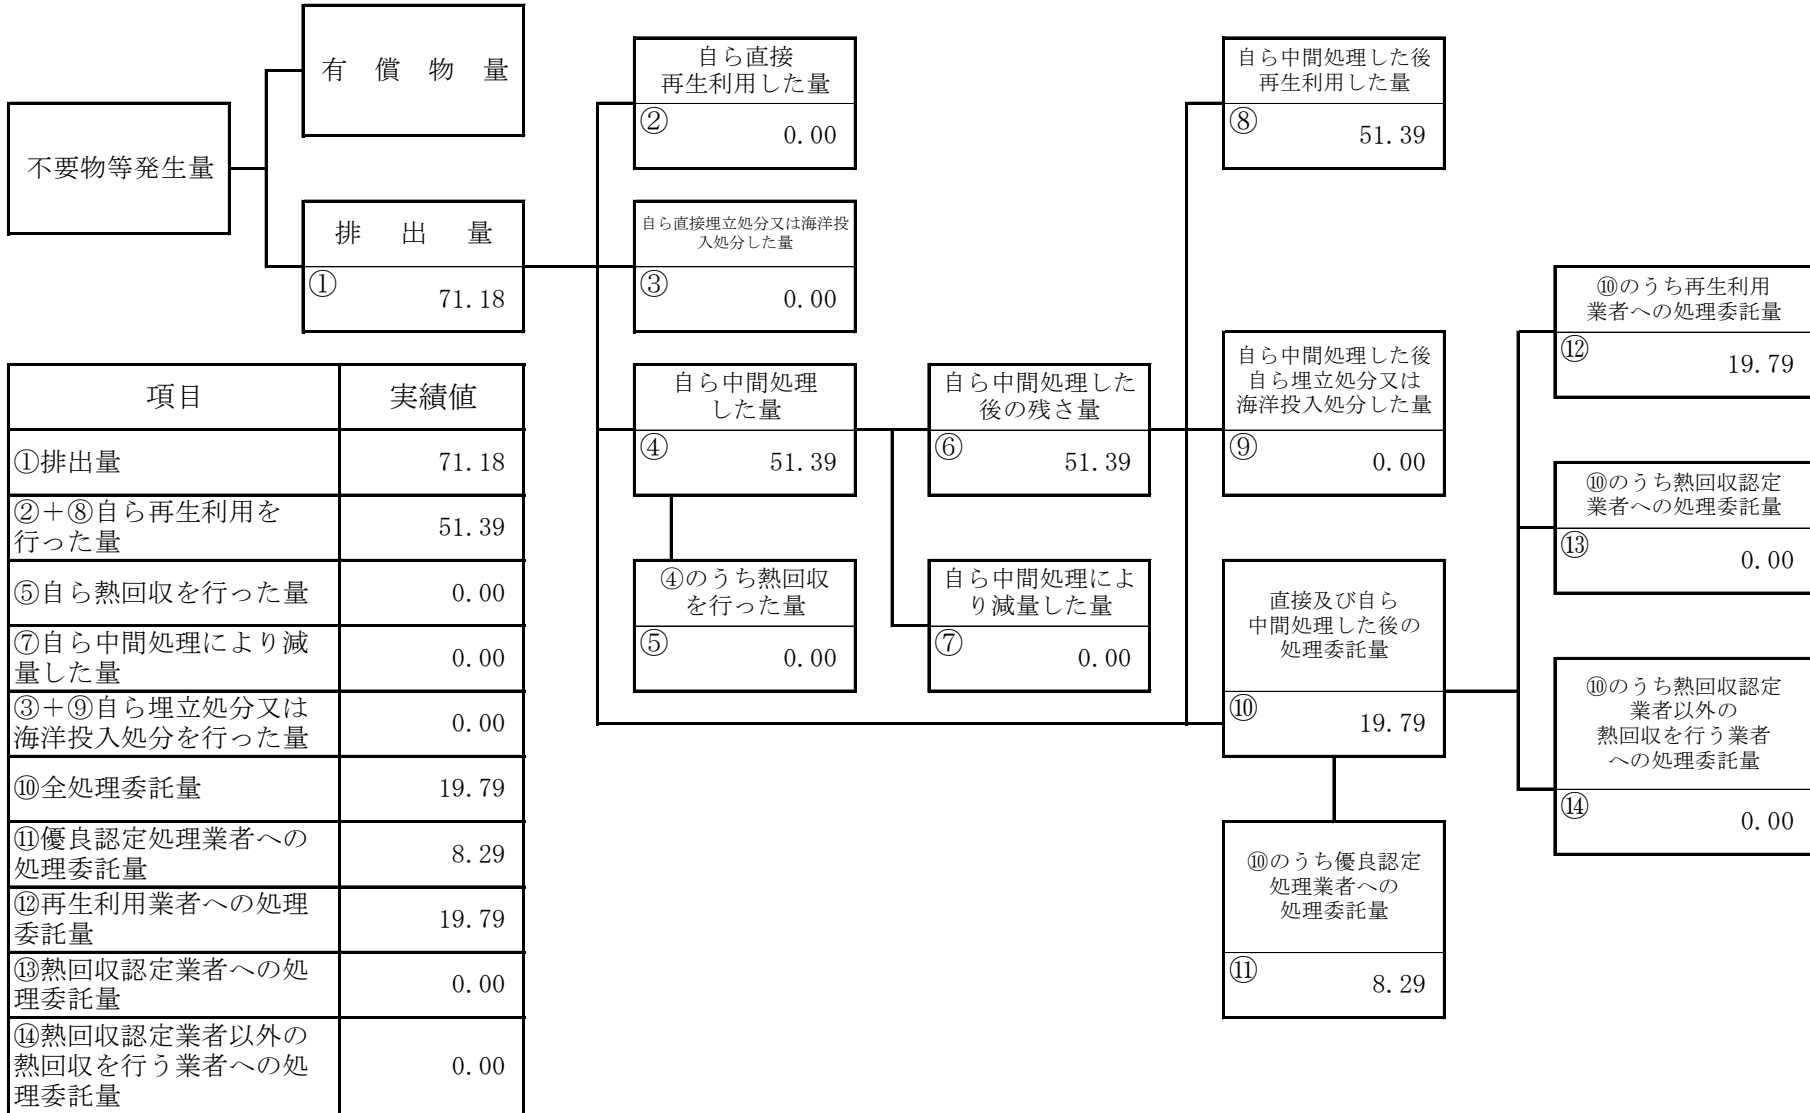 不要物等発生量
有償物量
排出量
①
71.18
自ら直接
再生利用した量
②
0.00
自ら直接埋立処分又は海洋投
入処分した量
③
0.00
自ら中間処理
した量
④
51.39
④のうち熱回収
を行った量
⑤
0.00
自ら中間処理した
後の残さ量
⑥
51.39
自ら中間処理によ
り減量した量
⑦
0.00
自ら中間処理した後
再生利用した量
⑧
51.39
自ら中間処理した後
自ら埋立処分又は
海洋投入処分した量
⑨
0.00
直接及び自ら
中間処理した後の
処理委託量
⑩
19.79
⑩のうち優良認定
処理業者への
処理委託量
⑪
8.29
⑩のうち再生利用
業者への処理委託量
⑫
19.79
⑩のうち熱回収認定
業者への処理委託量
⑬
0.00
⑩のうち熱回収認定
業者以外の
熱回収を行う業者
への処理委託量
⑭
0.00
項目 実績値
①排出量 71.18
②＋⑧自ら再生利用を
行った量 51.39
⑤自ら熱回収を行った量 0.00
⑦自ら中間処理により減
量した量 0.00
③＋⑨自ら埋立処分又は
海洋投入処分を行った量 0.00
⑩全処理委託量 19.79
⑪優良認定処理業者への
処理委託量 8.29
⑫再生利用業者への処理
委託量 19.79
⑬熱回収認定業者への処
理委託量 0.00
⑭熱回収認定業者以外の
熱回収を行う業者への処
理委託量 0.00